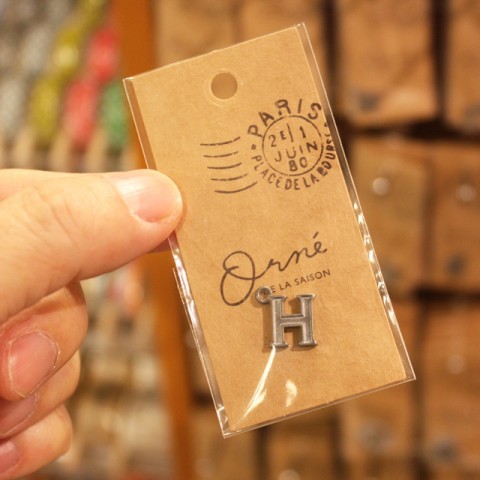 PARIS
2E 1
JUIN
80
PLACE DE LA BOURSE
Orné
DE LA SAISON
H